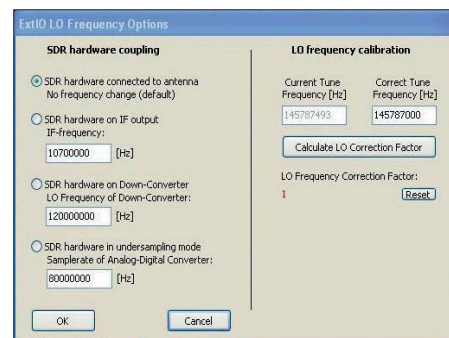 ExtIO LO Frequency Options
SDR hardware coupling
SDR hardware connected to antenna
No frequency change (default)
SDR hardware on IF output
IF-frequency:
10700000 [Hz]
SDR hardware on Down-Converter
LO Frequency of Down-Converter:
120000000 [Hz]
SDR hardware in undersampling mode
Samplerate of Analog-Digital Converter:
80000000 [Hz]
OK Cancel
LO frequency calibration
Current Tune Correct Tune
Frequency [Hz] Frequency [Hz]
145787493 145787000
Calculate LO Correction Factor
LO Frequency Correction Factor:
1 Reset